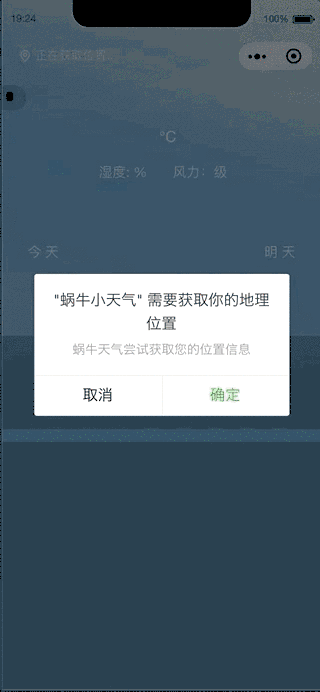 19:24
100%
正在获取位置...
°C
湿度: %
风力: 级
今 天
明 天
"蜗牛小天气" 需要获取你的地理
位置
蜗牛天气尝试获取您的位置信息
取消
确定